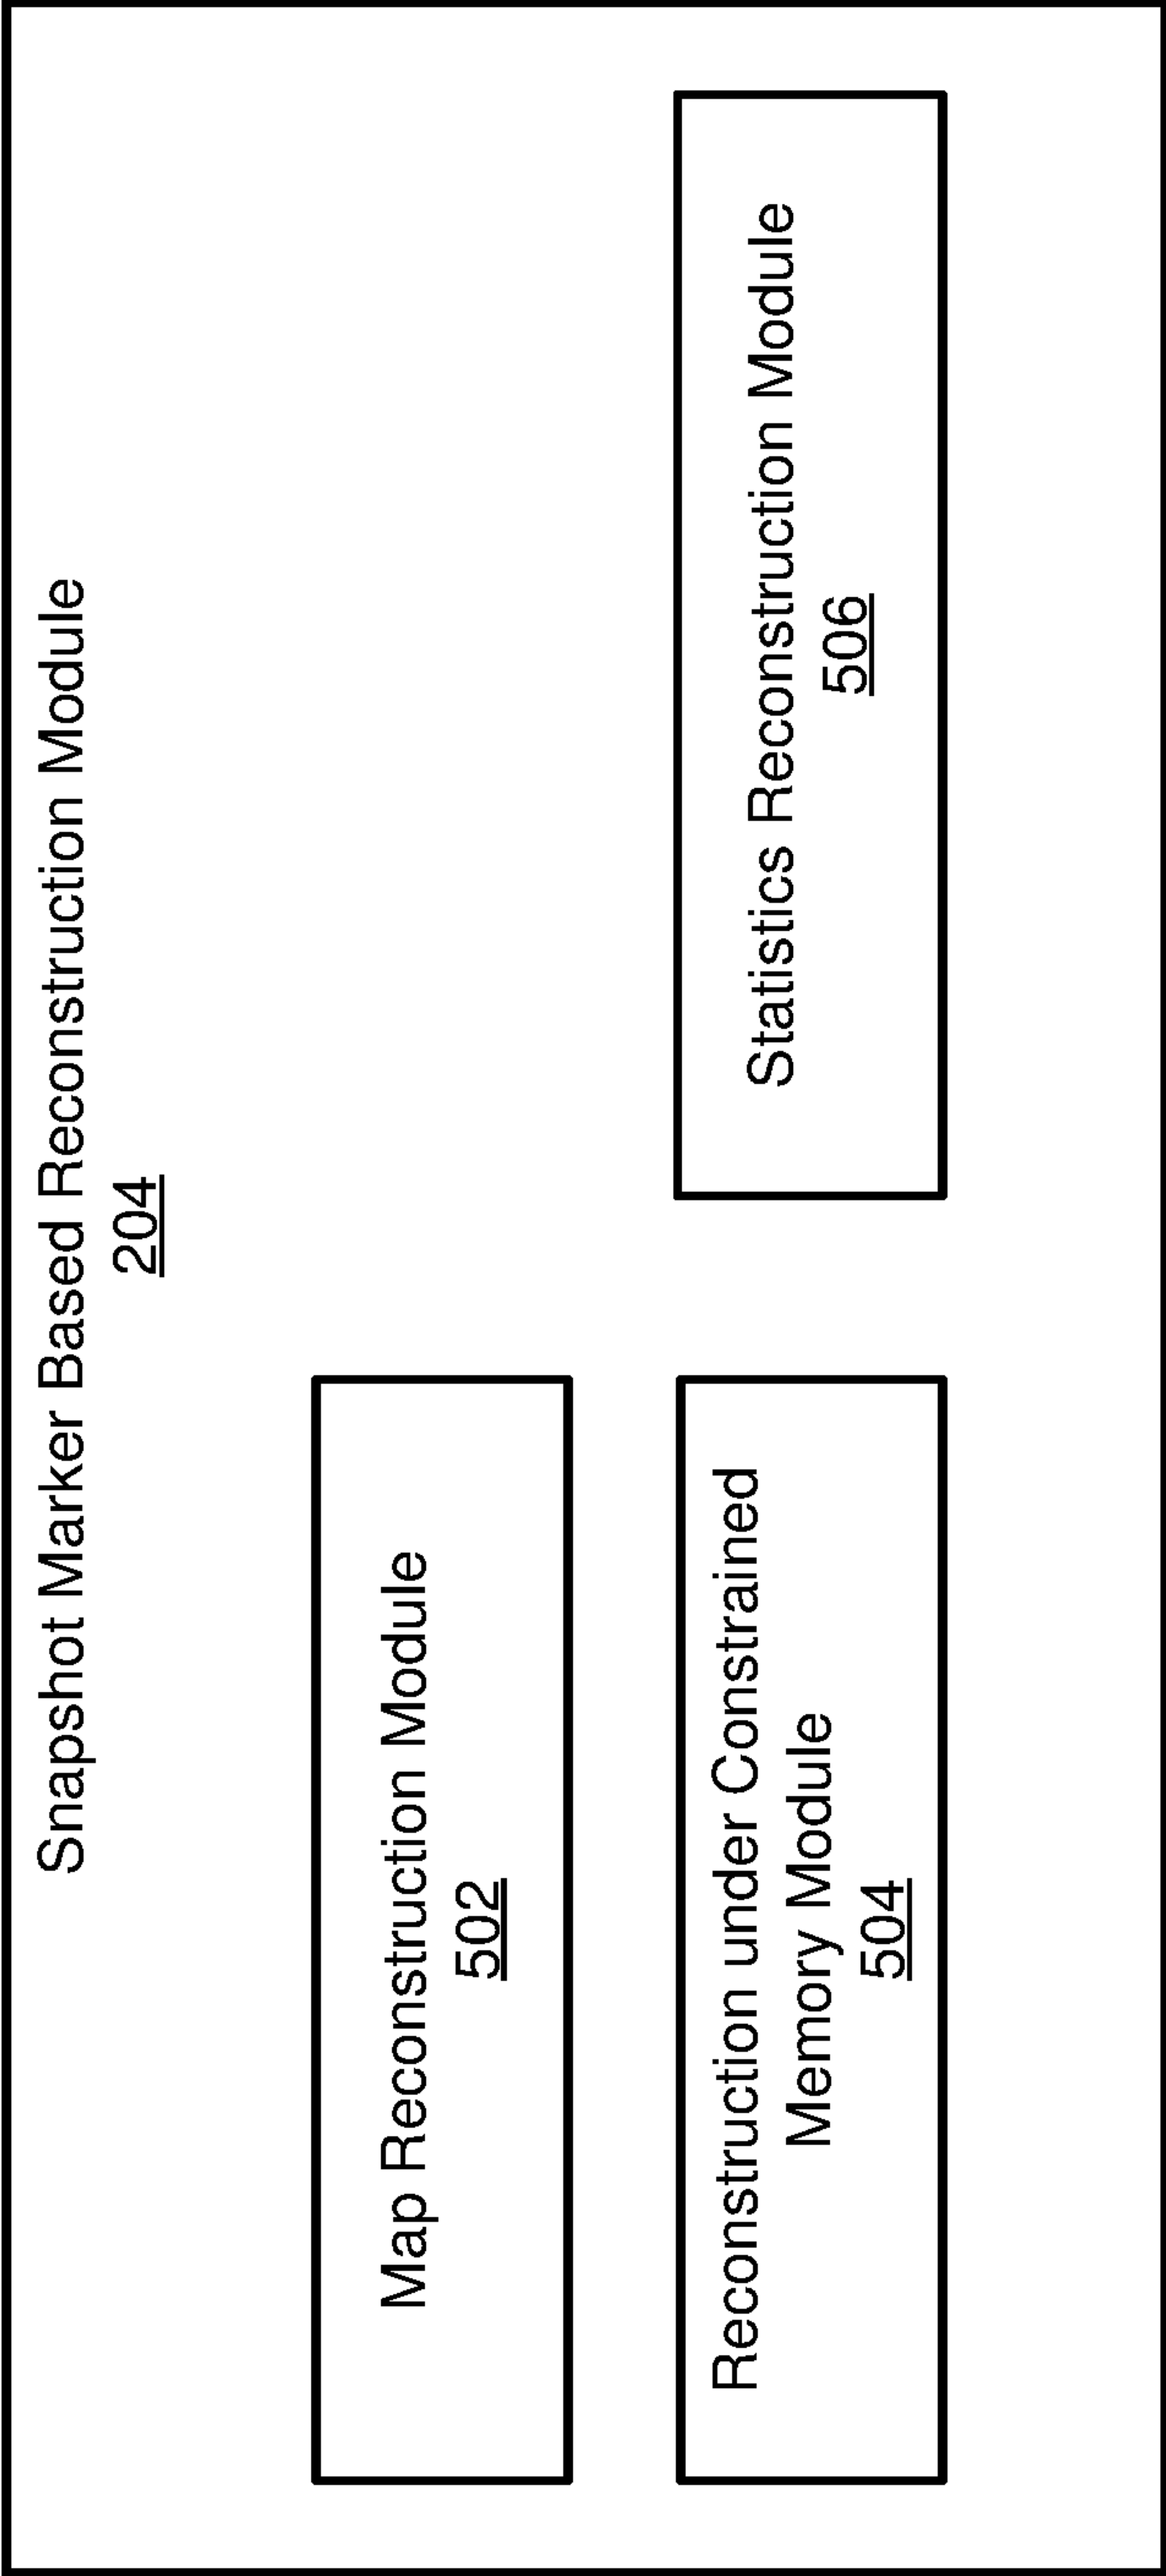 Snapshot Marker Based Reconstruction Module
204
Map Reconstruction Module
502
Reconstruction under Constrained
Memory Module
504
Statistics Reconstruction Module
506